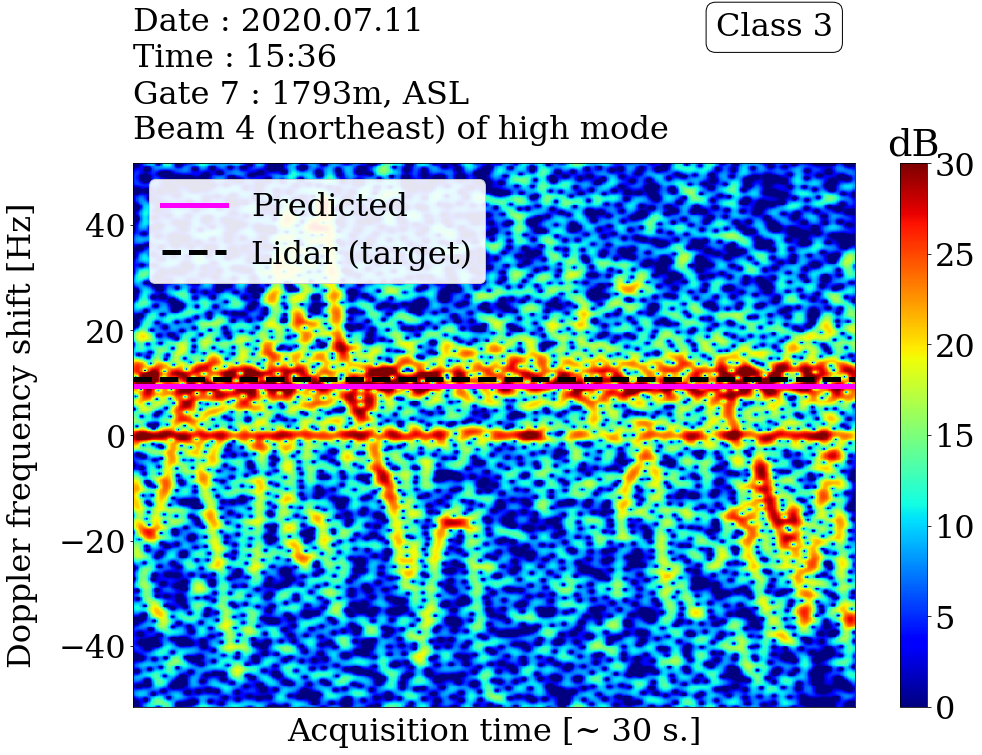 Date : 2020.07.11
Time : 15:36
Gate 7 : 1793m, ASL
Beam 4 (northeast) of high mode
Class 3
dB
Predicted
Lidar (target)
Doppler frequency shift [Hz]
40
20
0
−20
−40
30
25
20
15
10
5
0
Acquisition time [~ 30 s.]